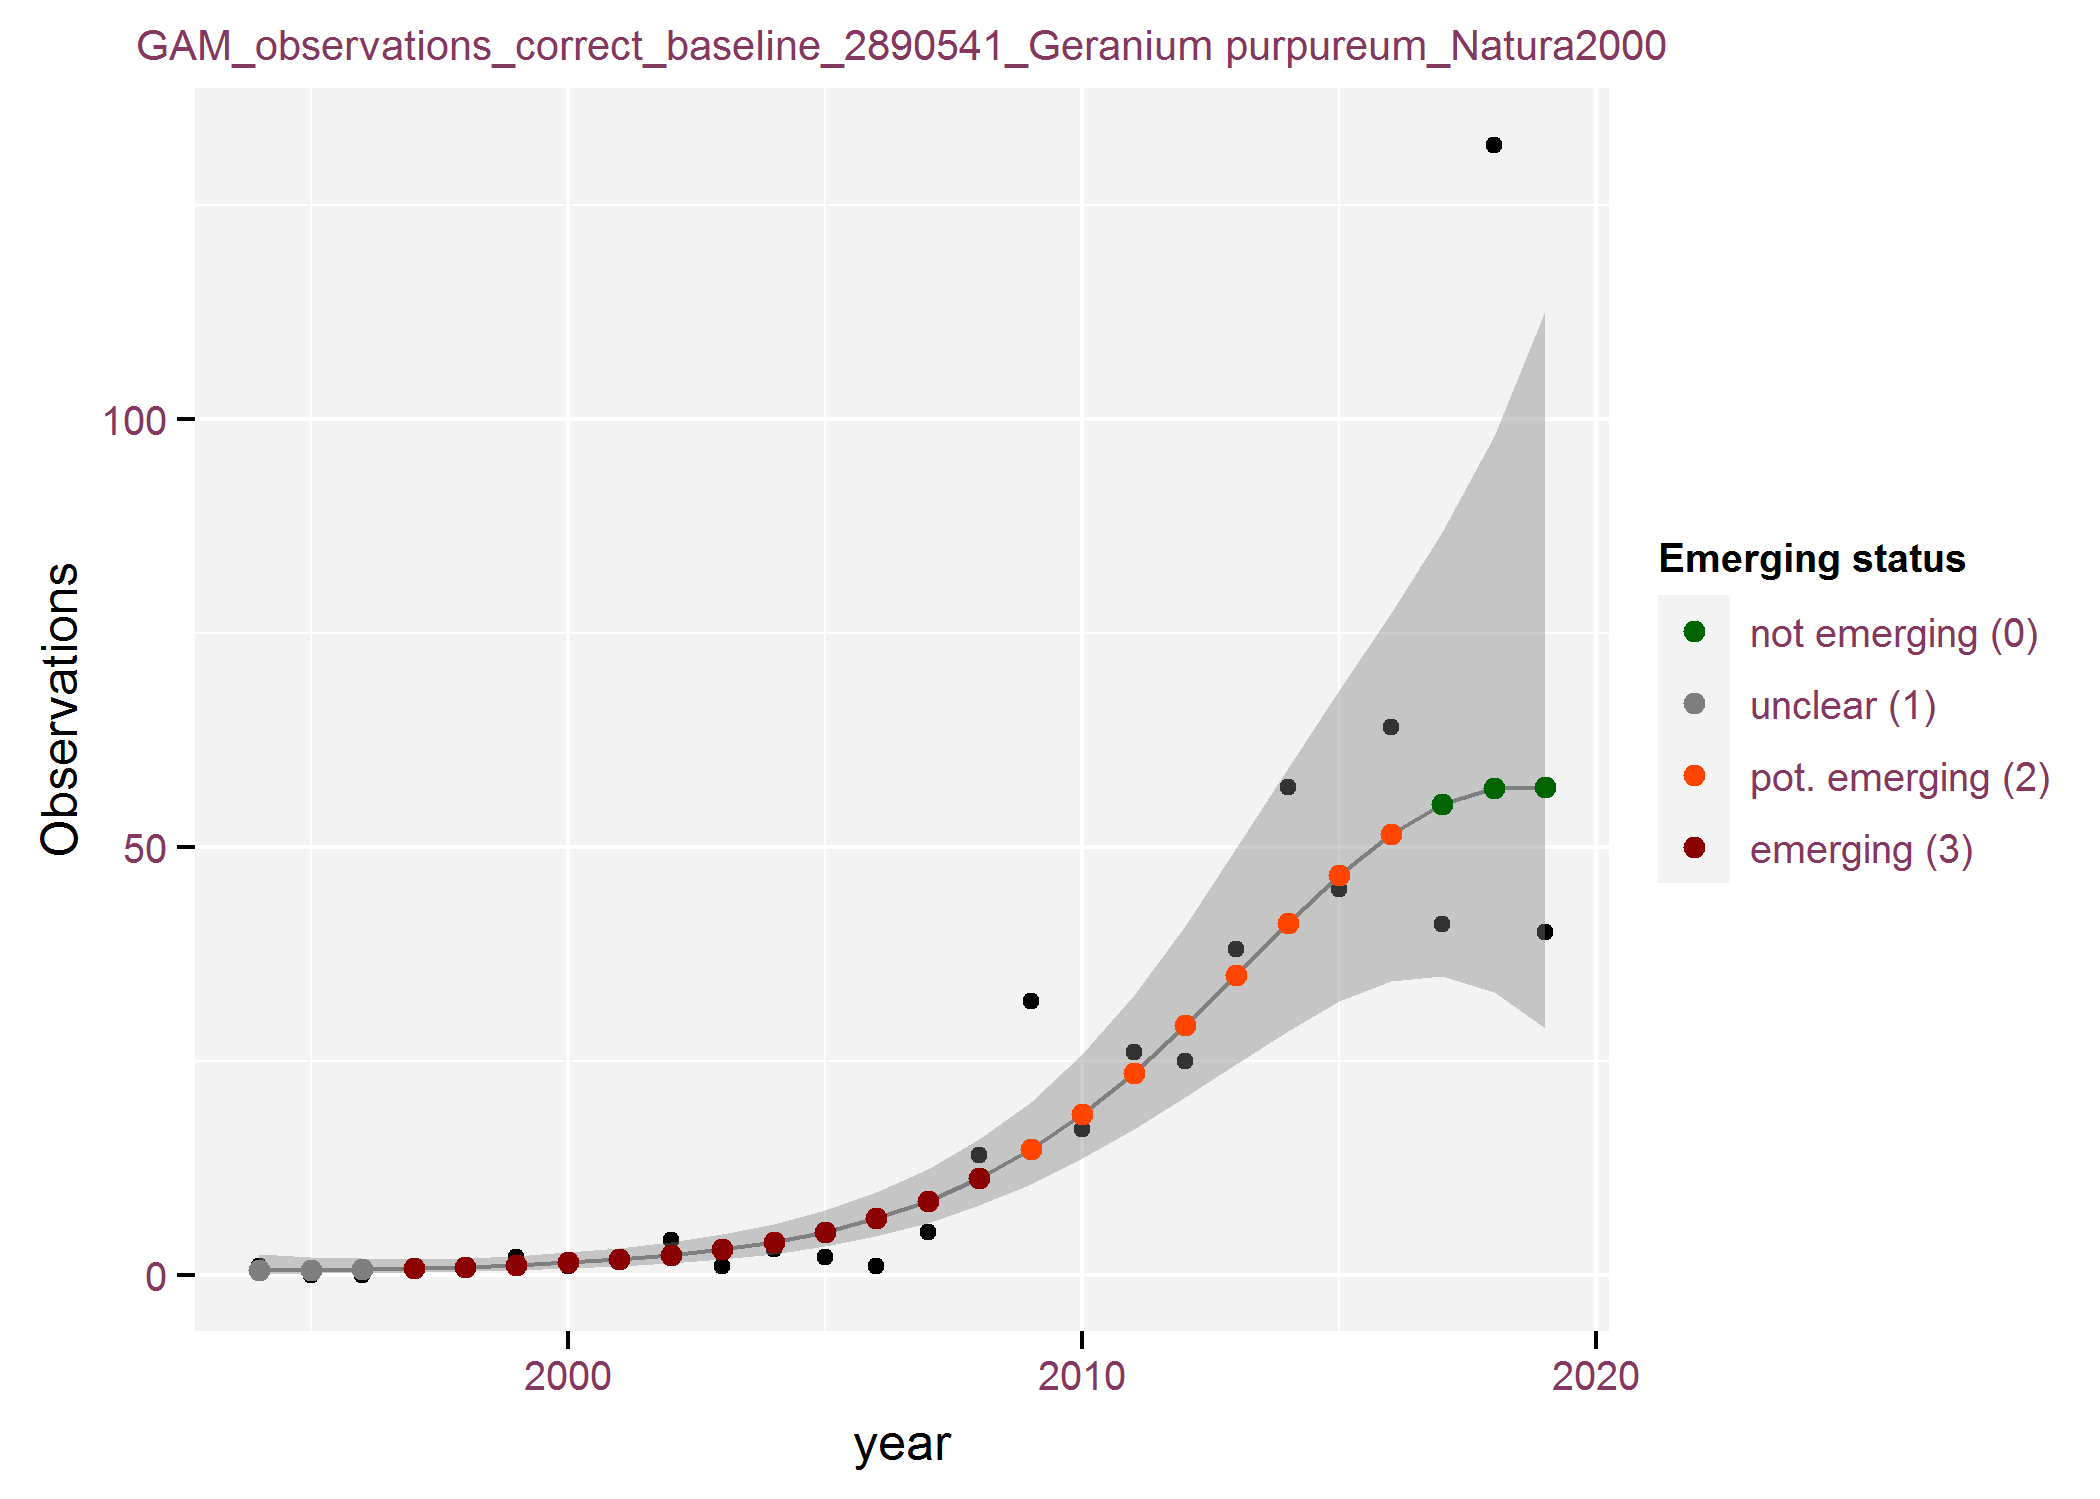 GAM_observations_correct_baseline_2890541_Geranium purpureum_Natura2000
Observations
100
50
0
2000
2010
2020
year
Emerging status
not emerging (0)
unclear (1)
pot. emerging (2)
emerging (3)